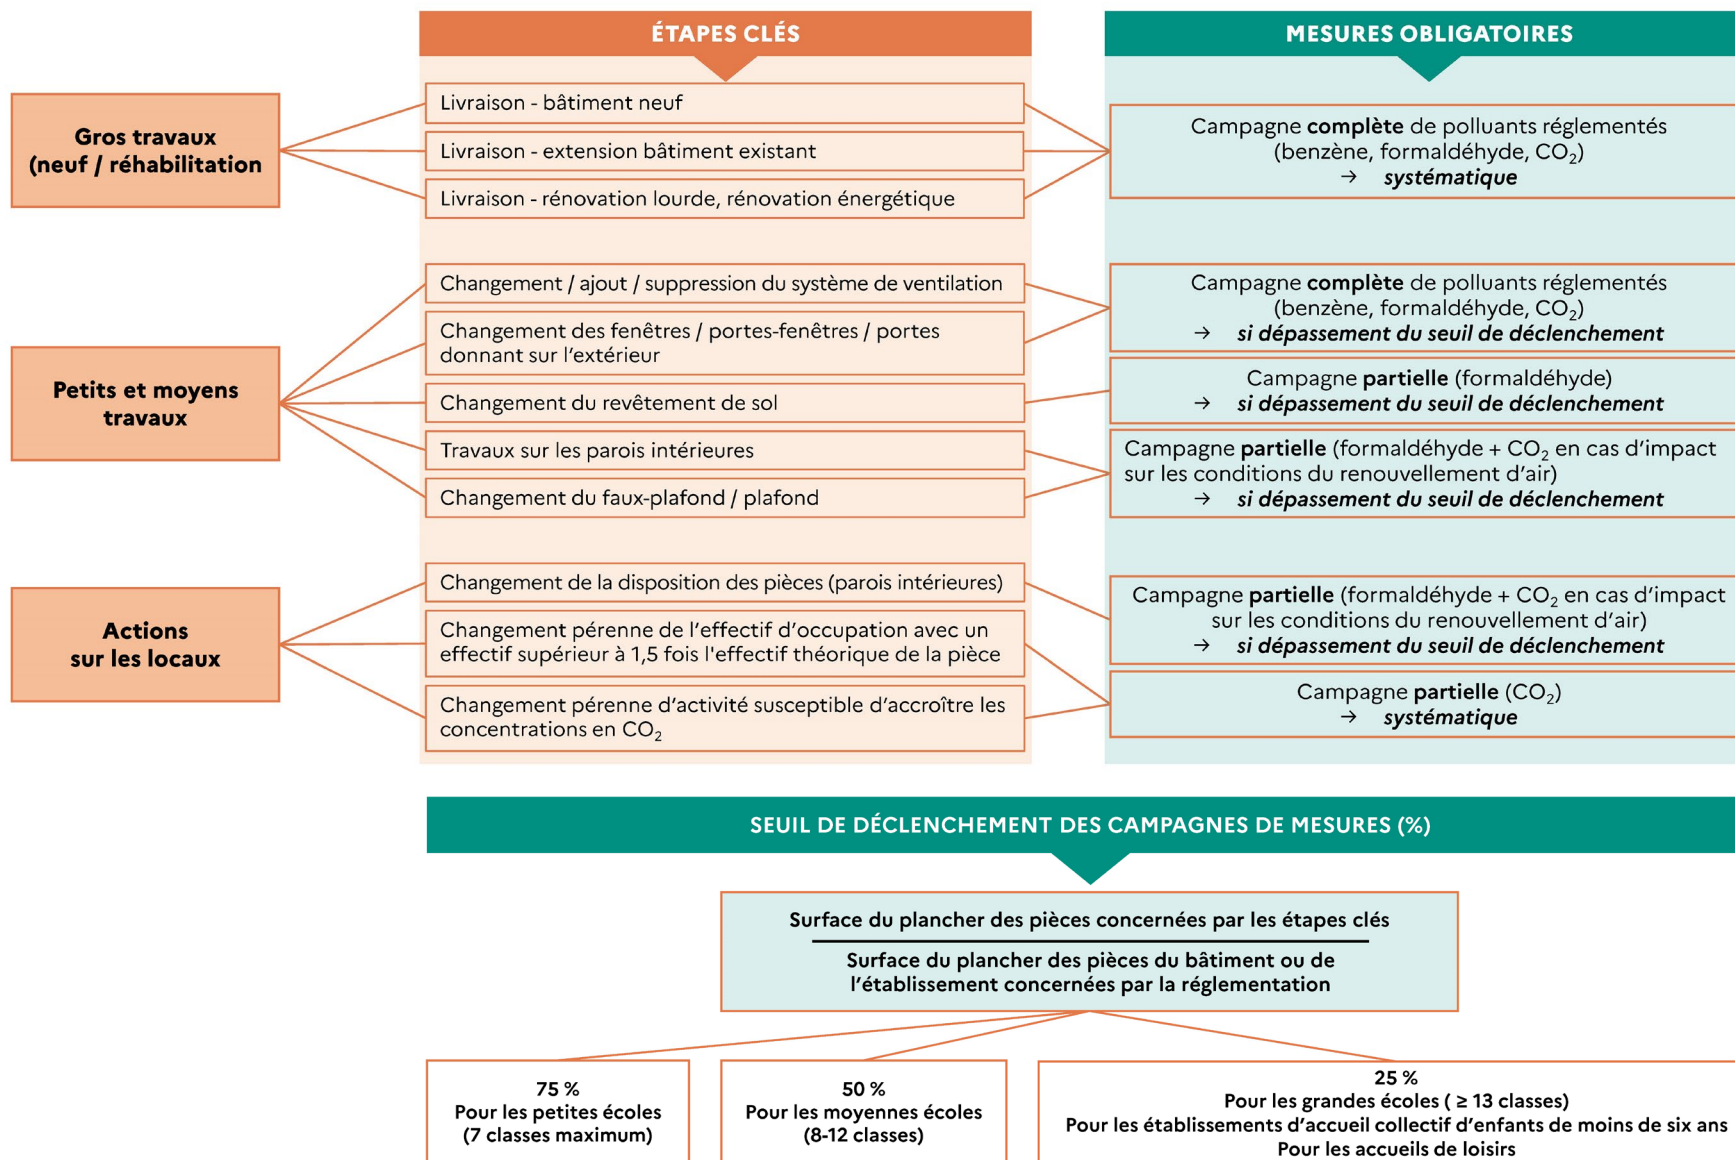 ÉTAPES CLÉS
MESURES OBLIGATOIRES
Gros travaux
(neuf / réhabilitation
Livraison - bâtiment neuf
Livraison - extension bâtiment existant
Livraison - rénovation lourde, rénovation énergétique
Campagne complète de polluants réglementés
(benzène, formaldéhyde, CO₂)
→ systématique
Petits et moyens
travaux
Changement / ajout / suppression du système de ventilation
Changement des fenêtres / portes-fenêtres / portes
donnant sur l'extérieur
Changement du revêtement de sol
Travaux sur les parois intérieures
Changement du faux-plafond / plafond
Campagne complète de polluants réglementés
(benzène, formaldéhyde, CO₂)
→ si dépassement du seuil de déclenchement
Campagne partielle (formaldéhyde)
→ si dépassement du seuil de déclenchement
Campagne partielle (formaldéhyde + CO₂ en cas d'impact
sur les conditions du renouvellement d'air)
→ si dépassement du seuil de déclenchement
Actions
sur les locaux
Changement de la disposition des pièces (parois intérieures)
Changement pérenne de l'effectif d'occupation avec un
effectif supérieur à 1,5 fois l'effectif théorique de la pièce
Changement pérenne d'activité susceptible d'accroître les
concentrations en CO₂
Campagne partielle (formaldéhyde + CO₂ en cas d'impact
sur les conditions du renouvellement d'air)
→ si dépassement du seuil de déclenchement
Campagne partielle (CO₂)
→ systématique
SEUIL DE DÉCLENCHEMENT DES CAMPAGNES DE MESURES (%)
Surface du plancher des pièces concernées par les étapes clés
Surface du plancher des pièces du bâtiment ou de
l'établissement concernées par la réglementation
75 %
Pour les petites écoles
(7 classes maximum)
50 %
Pour les moyennes écoles
(8-12 classes)
25 %
Pour les grandes écoles ( ≥ 13 classes)
Pour les établissements d'accueil collectif d'enfants de moins de six ans
Pour les accueils de loisirs